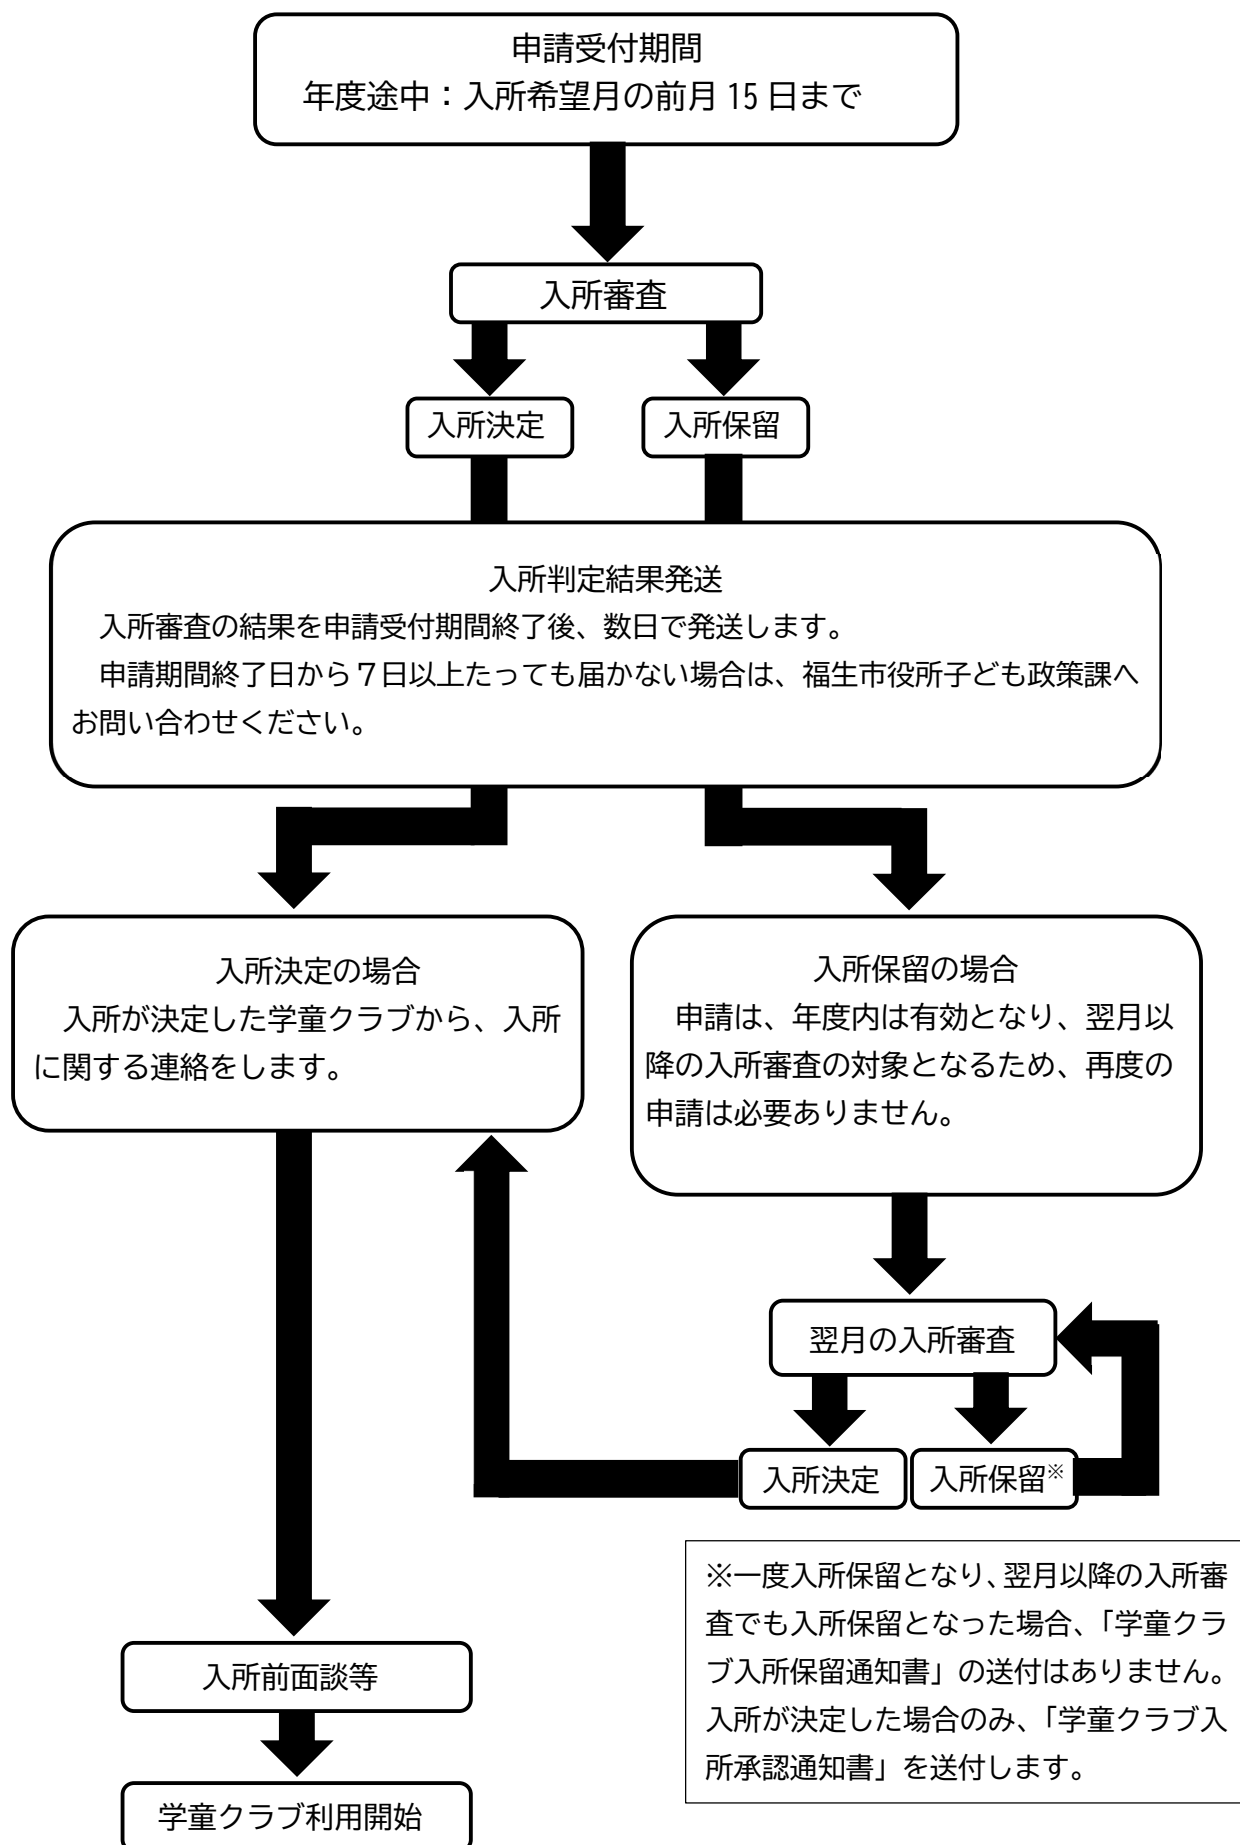 申請受付期間
年度途中：入所希望月の前月 15 日まで
入所審査
入所決定
入所保留
入所判定結果発送
入所審査の結果を申請受付期間終了後、数日で発送します。
申請期間終了日から７日以上たっても届かない場合は、福生市役所子ども政策課へ
お問い合わせください。
入所決定の場合
入所が決定した学童クラブから、入所
に関する連絡をします。
入所保留の場合
申請は、年度内は有効となり、翌月以
降の入所審査の対象となるため、再度の
申請は必要ありません。
翌月の入所審査
入所決定
入所保留※
※一度入所保留となり、翌月以降の入所審
査でも入所保留となった場合、「学童クラ
ブ入所保留通知書」の送付はありません。
入所が決定した場合のみ、「学童クラブ入
所承認通知書」を送付します。
入所前面談等
学童クラブ利用開始